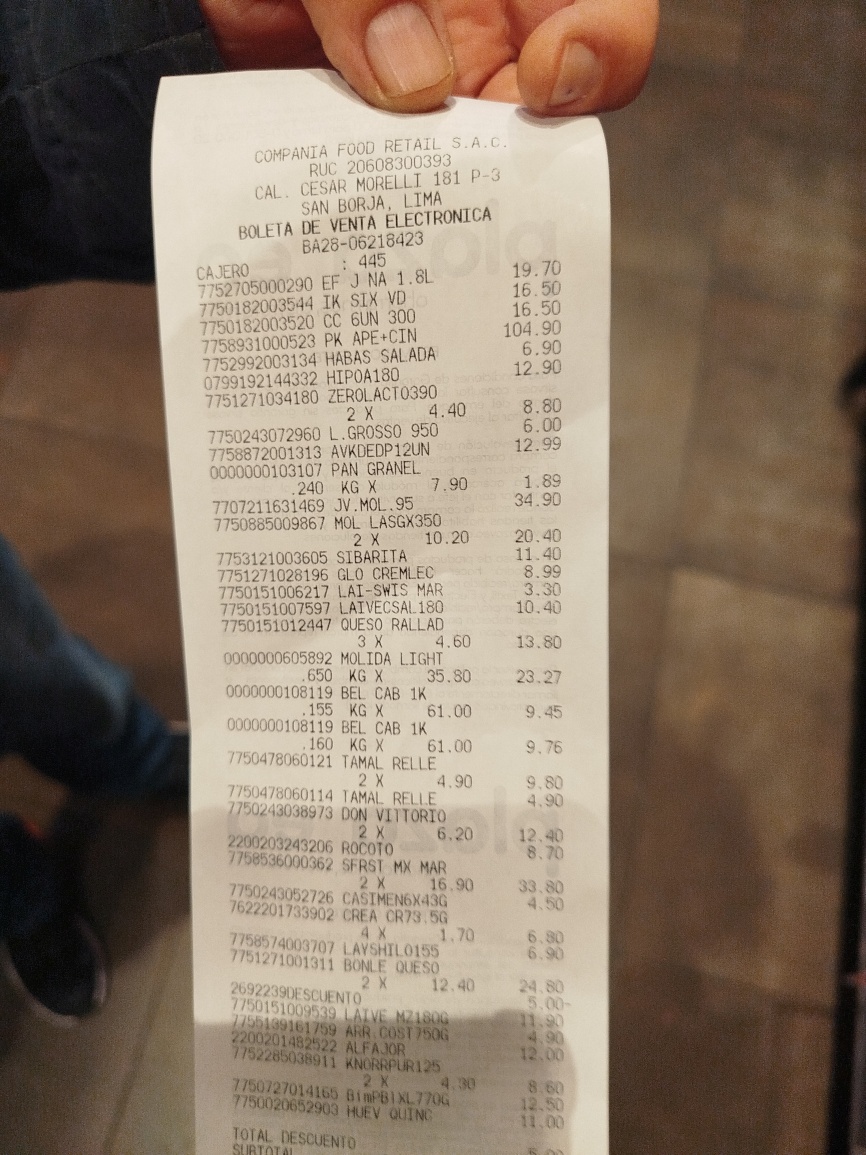 COMPANIA FOOD RETAIL S.A.C.
RUC 20608300393
CAL. CESAR MORELLI 181 P-3
SAN BORJA, LIMA
BOLETA DE VENTA ELECTRONICA
BA28-06218423
CAJERO : 445
7752705000290 EF J NA 1.8L 19.70
7750182003544 IK SIX VD 16.50
7750182003520 CC 6UN 300 16.50
7758931000523 PK APE+CIN 104.90
7752992003134 HABAS SALADA 6.90
0799192144332 HIPOA180 12.90
7751271034180 ZEROLACTO390
2 X 4.40 8.80
7750243072960 L.GROSSO 950 6.00
7758872001313 AVKDEDP12UN 12.99
0000000103107 PAN GRANEL
.240 KG X 7.90 1.89
7707211631469 JV.MOL.95 34.90
7750885009867 MOL LASGX350
2 X 10.20 20.40
7753121003605 SIBARITA 11.40
7751271028196 GLO CREMLEC 8.99
7750151006217 LAI-SWIS MAR 3.30
7750151007597 LAIVECSAL180 10.40
7750151012447 QUESO RALLAD
3 X 4.60 13.80
0000000605892 MOLIDA LIGHT
.650 KG X 35.80 23.27
0000000108119 BEL CAB 1K
.155 KG X 61.00 9.45
0000000108119 BEL CAB 1K
.160 KG X 61.00 9.76
7750478060121 TAMAL RELLE
2 X 4.90 9.80
7750478060114 TAMAL RELLE 4.90
7750243038973 DON VITTORIO
2 X 6.20 12.40
2200203243206 ROCOTO 8.70
7758536000362 SFRST MX MAR
2 X 16.90 33.80
7750243052726 CASIMEN6X43G 4.50
7622201733902 CREA CR73.5G
4 X 1.70 6.80
7758574003707 LAYSHILO155 6.90
7751271001311 BONLE QUESO
2 X 12.40 24.80
2692239DESCUENTO 5.00-
7750151009539 LAIVE MZ180G 11.90
7755139161759 ARR COST750G 4.90
2200201482522 ALFAJOR 12.00
7752285038911 KNORRPUR125
2 X 4.30 8.60
7750727014165 BimPBlXL770G 12.50
7750020652903 HUEV QUINC 11.00
TOTAL DESCUENTO
SUBTOTAL 5.00